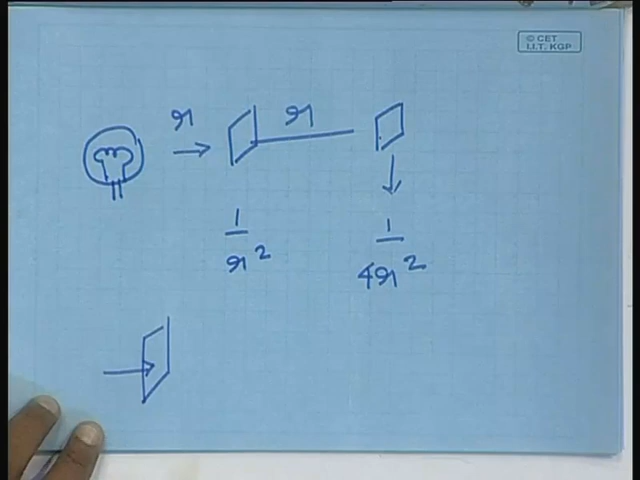 © CET
I.I.T. KGP
r r
1/r²
1/4r²